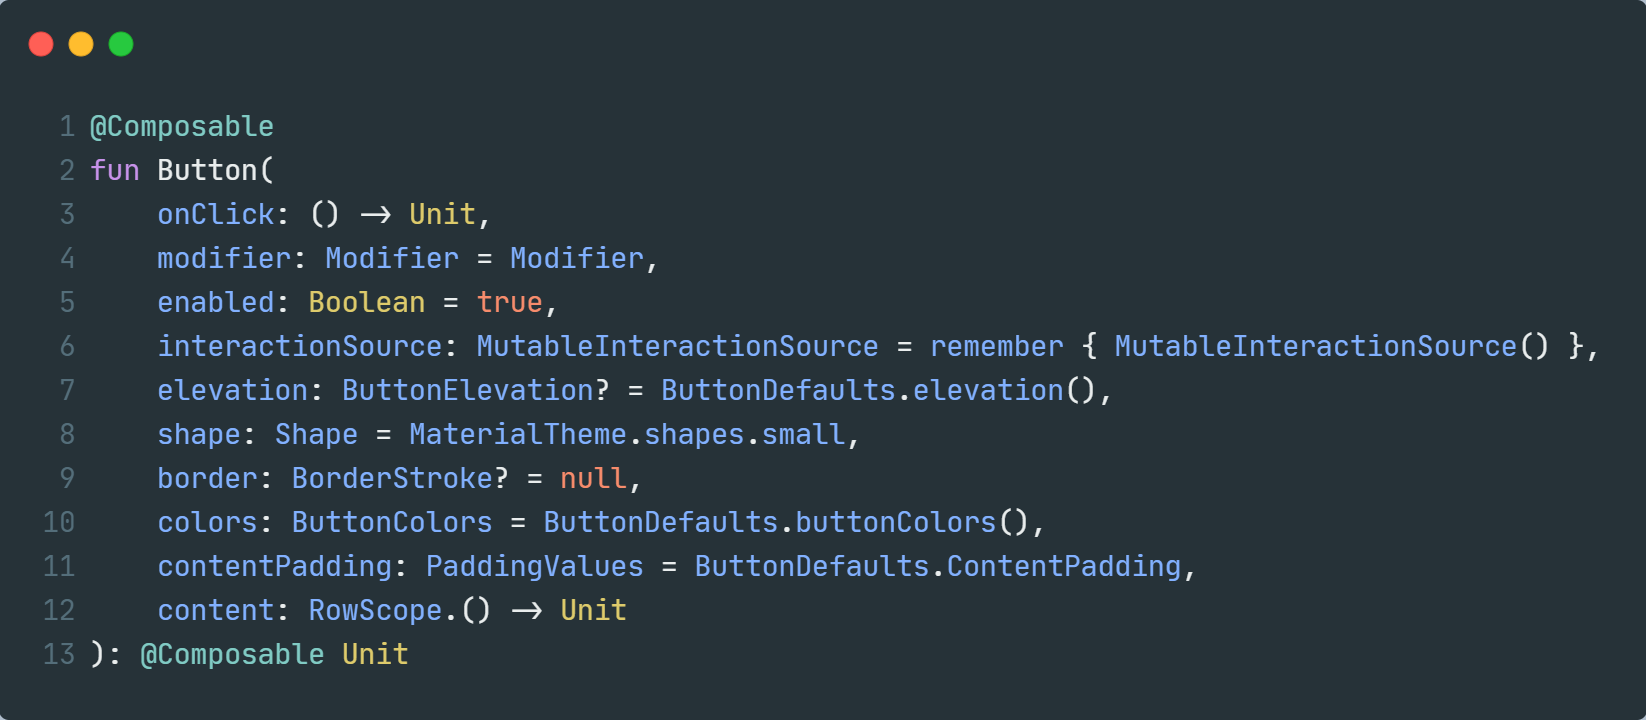 1 @Composable
2 fun Button(
3     onClick: () -> Unit,
4     modifier: Modifier = Modifier,
5     enabled: Boolean = true,
6     interactionSource: MutableInteractionSource = remember { MutableInteractionSource() },
7     elevation: ButtonElevation? = ButtonDefaults.elevation(),
8     shape: Shape = MaterialTheme.shapes.small,
9     border: BorderStroke? = null,
10     colors: ButtonColors = ButtonDefaults.buttonColors(),
11     contentPadding: PaddingValues = ButtonDefaults.ContentPadding,
12     content: RowScope.() -> Unit
13 ): @Composable Unit